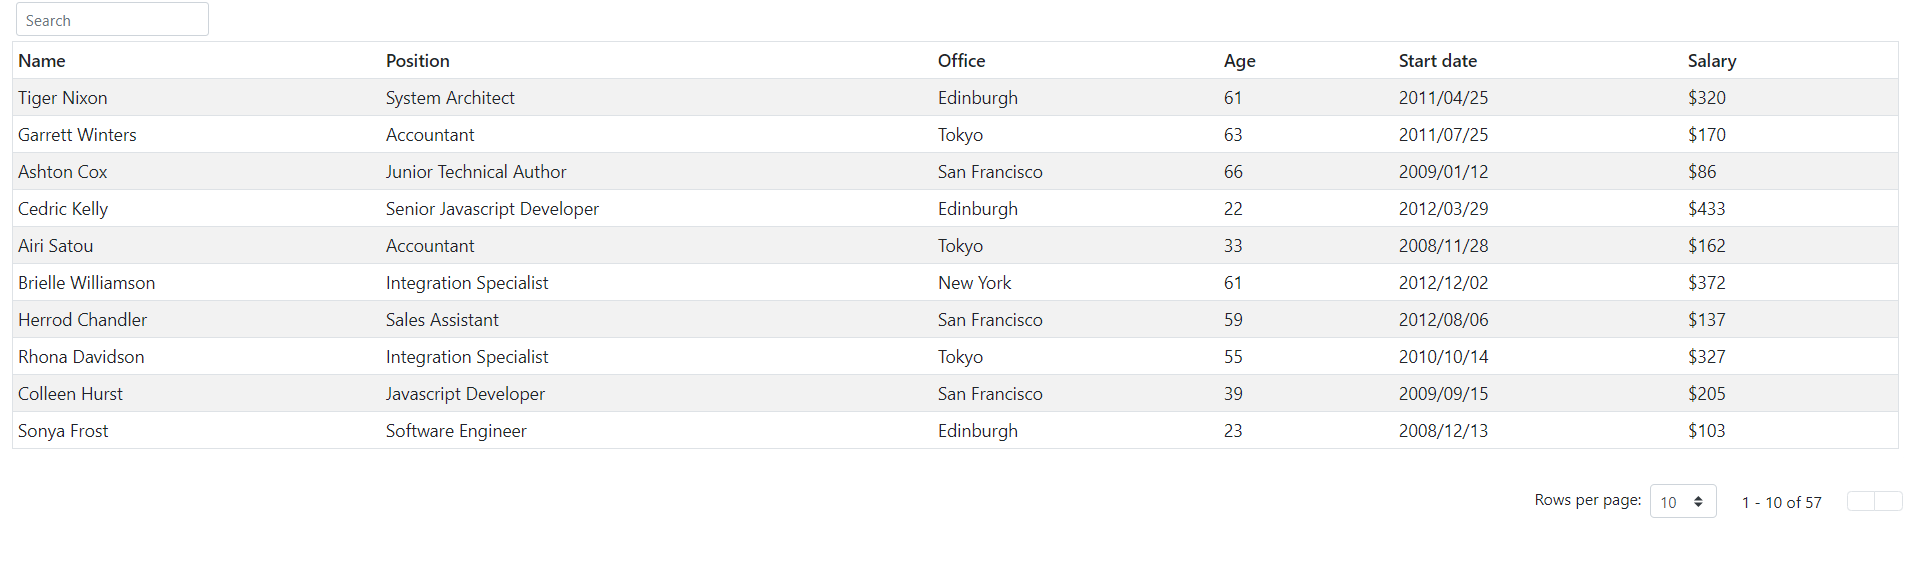 Search
Name Position Office Age Start date Salary
Tiger Nixon System Architect Edinburgh 61 2011/04/25 $320
Garrett Winters Accountant Tokyo 63 2011/07/25 $170
Ashton Cox Junior Technical Author San Francisco 66 2009/01/12 $86
Cedric Kelly Senior Javascript Developer Edinburgh 22 2012/03/29 $433
Airi Satou Accountant Tokyo 33 2008/11/28 $162
Brielle Williamson Integration Specialist New York 61 2012/12/02 $372
Herrod Chandler Sales Assistant San Francisco 59 2012/08/06 $137
Rhona Davidson Integration Specialist Tokyo 55 2010/10/14 $327
Colleen Hurst Javascript Developer San Francisco 39 2009/09/15 $205
Sonya Frost Software Engineer Edinburgh 23 2008/12/13 $103
Rows per page: 10 1 - 10 of 57